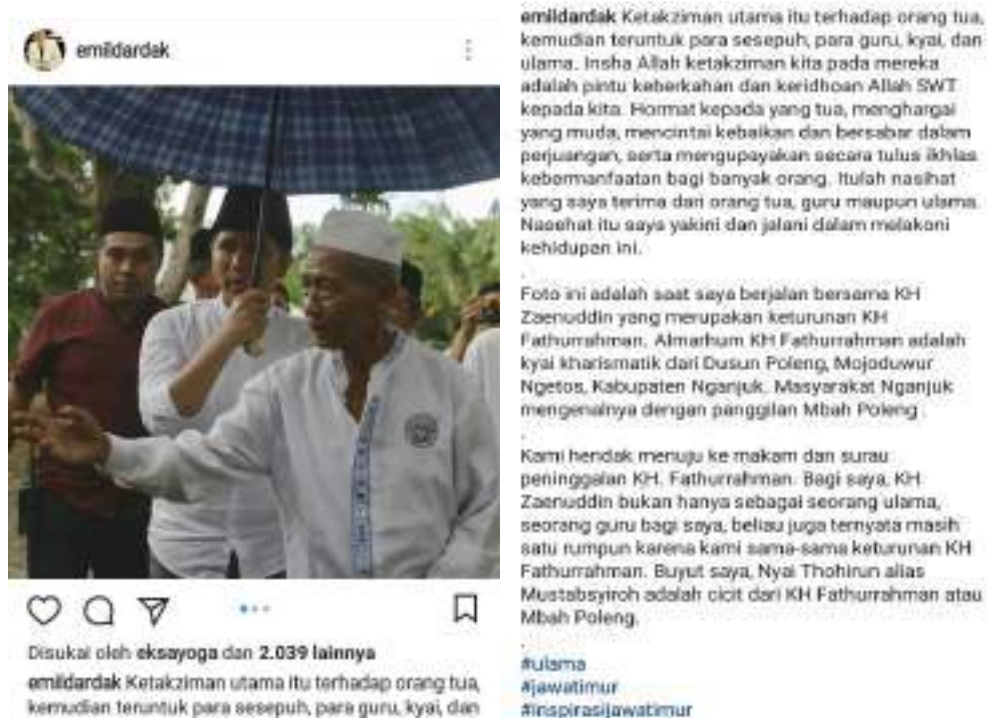 emildardak
Disukai oleh eksayoga dan 2.039 lainnya
emildardak Ketakziman utama itu terhadap orang tua,
kemudian teruntuk para sesepuh, para guru, kyai, dan
emildardak Ketakziman utama itu terhadap orang tua,
kemudian teruntuk para sesepuh, para guru, kyai, dan
ulama. Insha Allah ketakziman kita pada mereka
adalah pintu keberkahan dan keridhoan Allah SWT
kepada kita. Hormat kepada yang tua, menghargai
yang muda, mencintai kebaikan dan bersabar dalam
perjuangan, serta mengupayakan secara tulus ikhlas
kebermanfaatan bagi banyak orang. Itulah nasihat
yang saya terima dari orang tua, guru maupun ulama.
Nasehat itu saya yakini dan jalani dalam melakoni
kehidupan ini.
.
Foto ini adalah saat saya berjalan bersama KH
Zaenuddin yang merupakan keturunan KH
Fathurrahman. Almarhum KH Fathurrahman adalah
kyai kharismatik dari Dusun Poleng, Mojoduwur
Ngetos, Kabupaten Nganjuk. Masyarakat Nganjuk
mengenalnya dengan panggilan Mbah Poleng .
.
Kami hendak menuju ke makam dan surau
peninggalan KH. Fathurrahman. Bagi saya, KH
Zaenuddin bukan hanya sebagai seorang ulama,
seorang guru bagi saya, beliau juga ternyata masih
satu rumpun karena kami sama-sama keturunan KH
Fathurrahman. Buyut saya, Nyai Thohirun alias
Mustabsyiroh adalah cicit dari KH Fathurrahman atau
Mbah Poleng.
.
#ulama
#jawatimur
#inspirasijawatimur